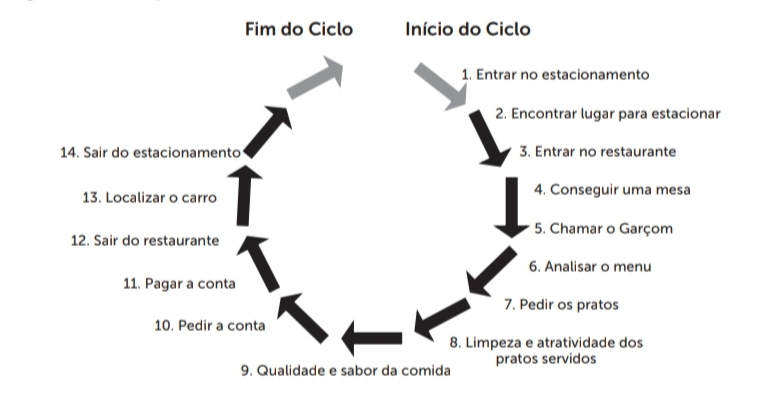 Fim do Ciclo
Início do Ciclo
1. Entrar no estacionamento
2. Encontrar lugar para estacionar
3. Entrar no restaurante
4. Conseguir uma mesa
5. Chamar o Garçom
6. Analisar o menu
7. Pedir os pratos
8. Limpeza e atratividade dos
pratos servidos
9. Qualidade e sabor da comida
10. Pedir a conta
11. Pagar a conta
12. Sair do restaurante
13. Localizar o carro
14. Sair do estacionamento